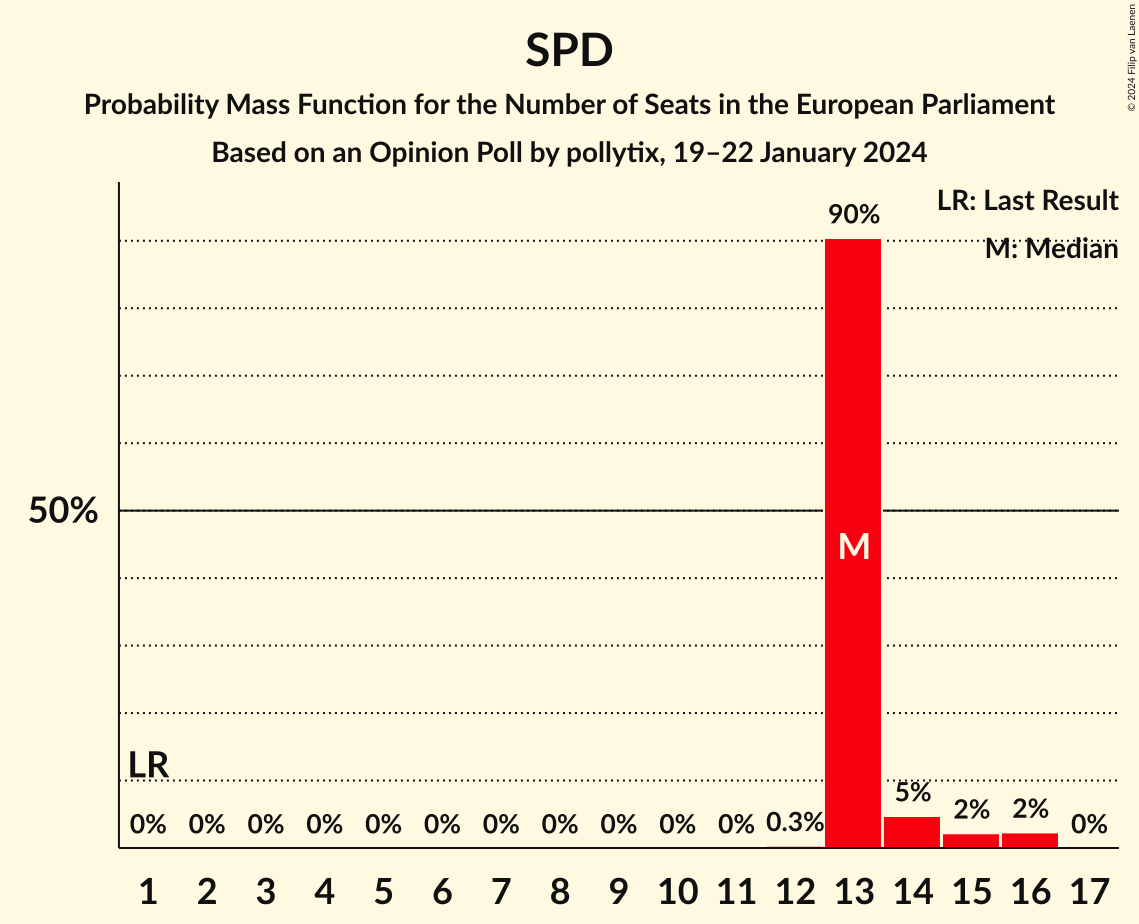 SPD
Probability Mass Function for the Number of Seats in the European Parliament
Based on an Opinion Poll by pollytix, 19–22 January 2024
© 2024 Filip van Laenen
LR: Last Result
M: Median
90%
50%
M
LR
0% 0% 0% 0% 0% 0% 0% 0% 0% 0% 0% 0.3% 5% 2% 2% 0%
1 2 3 4 5 6 7 8 9 10 11 12 13 14 15 16 17